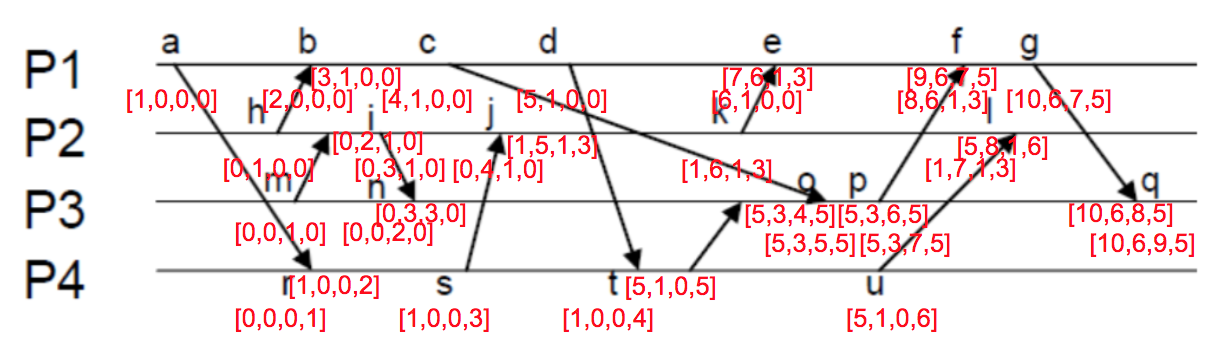 a b c d e f g
P1
[3,1,0,0] [7,6,1,3] [9,6,7,5]
[1,0,0,0] [2,0,0,0] [4,1,0,0] [5,1,0,0] [6,1,0,0] [8,6,1,3] [10,6,7,5]
h i j k l
P2
[0,2,1,0] [1,5,1,3] [5,8,1,6]
[0,1,0,0] [0,3,1,0] [0,4,1,0] [1,6,1,3] [1,7,1,3]
m n o p q
P3
[0,3,3,0] [5,3,4,5] [5,3,6,5] [10,6,8,5]
[0,0,1,0] [0,0,2,0] [5,3,5,5] [5,3,7,5] [10,6,9,5]
P4
r [1,0,0,2] s t [5,1,0,5] u
[0,0,0,1] [1,0,0,3] [1,0,0,4] [5,1,0,6]